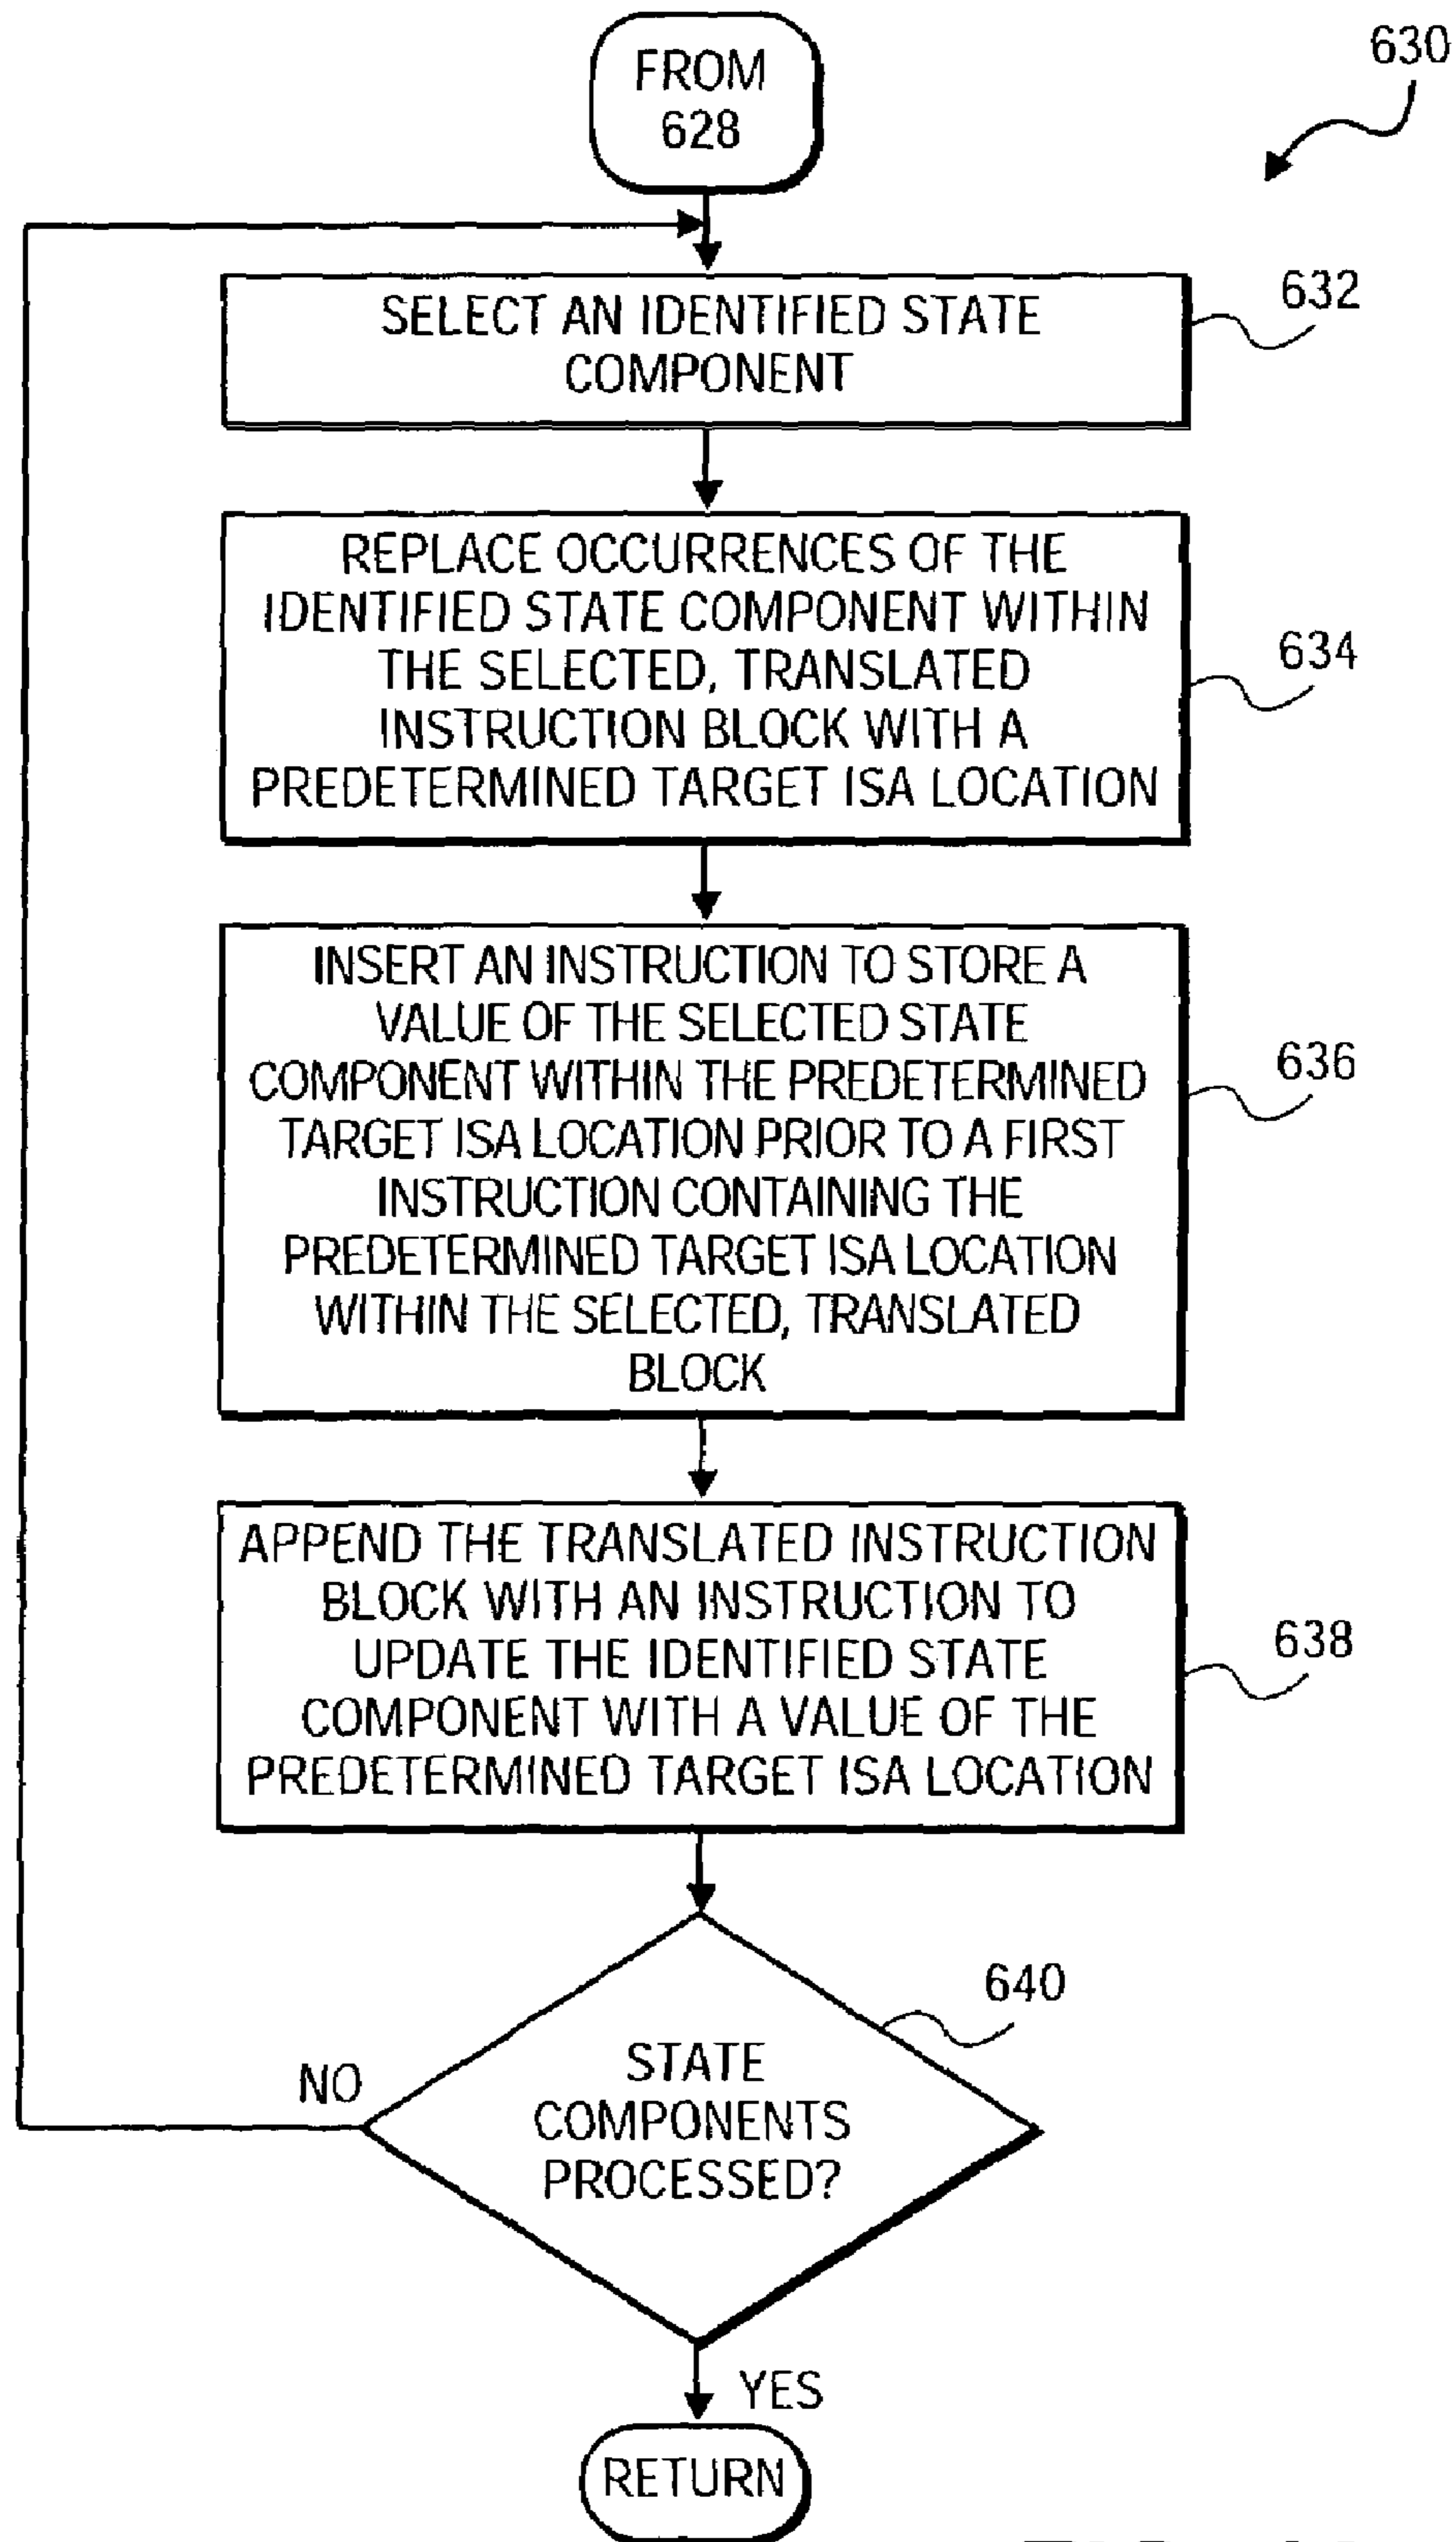 FROM
628
630
SELECT AN IDENTIFIED STATE
COMPONENT
632
REPLACE OCCURRENCES OF THE
IDENTIFIED STATE COMPONENT WITHIN
THE SELECTED, TRANSLATED
INSTRUCTION BLOCK WITH A
PREDETERMINED TARGET ISA LOCATION
634
INSERT AN INSTRUCTION TO STORE A
VALUE OF THE SELECTED STATE
COMPONENT WITHIN THE PREDETERMINED
TARGET ISA LOCATION PRIOR TO A FIRST
INSTRUCTION CONTAINING THE
PREDETERMINED TARGET ISA LOCATION
WITHIN THE SELECTED, TRANSLATED
BLOCK
636
APPEND THE TRANSLATED INSTRUCTION
BLOCK WITH AN INSTRUCTION TO
UPDATE THE IDENTIFIED STATE
COMPONENT WITH A VALUE OF THE
PREDETERMINED TARGET ISA LOCATION
638
640
STATE
COMPONENTS
PROCESSED?
NO
YES
RETURN